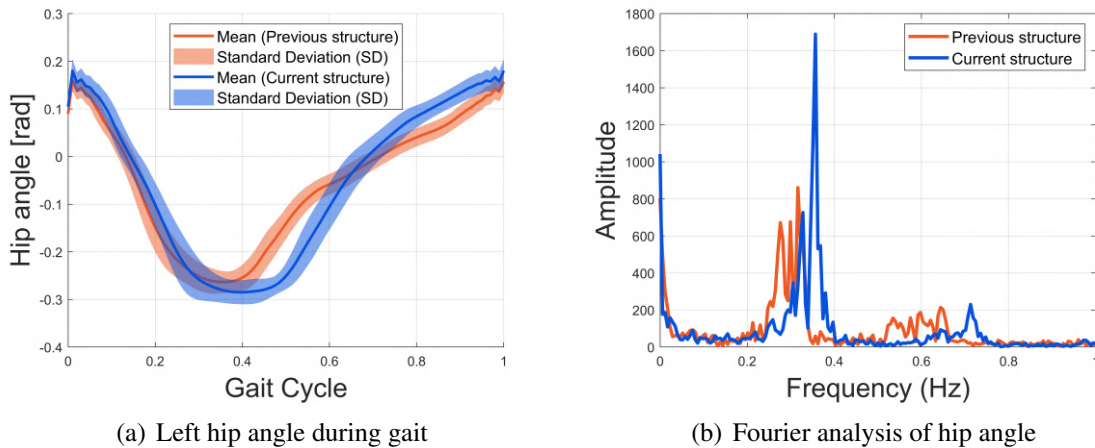 0.3
0.2
0.1
0
-0.1
-0.2
-0.3
-0.4
0
0.2
0.4
0.6
0.8
1
Hip angle [rad]
Gait Cycle
Mean (Previous structure)
Standard Deviation (SD)
Mean (Current structure)
Standard Deviation (SD)
(a) Left hip angle during gait
1800
1600
1400
1200
1000
800
600
400
200
0
0
0.2
0.4
0.6
0.8
1
Amplitude
Frequency (Hz)
Previous structure
Current structure
(b) Fourier analysis of hip angle